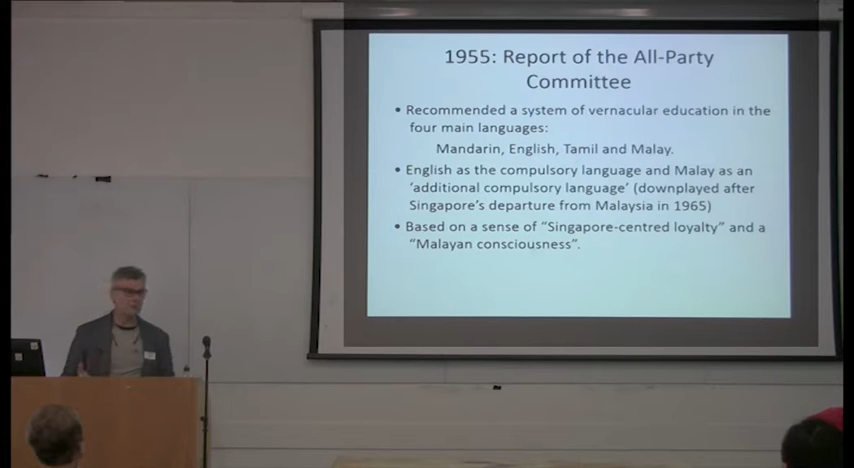 1955: Report of the All-Party
Committee
• Recommended a system of vernacular education in the
four main languages:
Mandarin, English, Tamil and Malay.
• English as the compulsory language and Malay as an
'additional compulsory language' (downplayed after
Singapore's departure from Malaysia in 1965)
• Based on a sense of "Singapore-centred loyalty" and a
"Malayan consciousness".